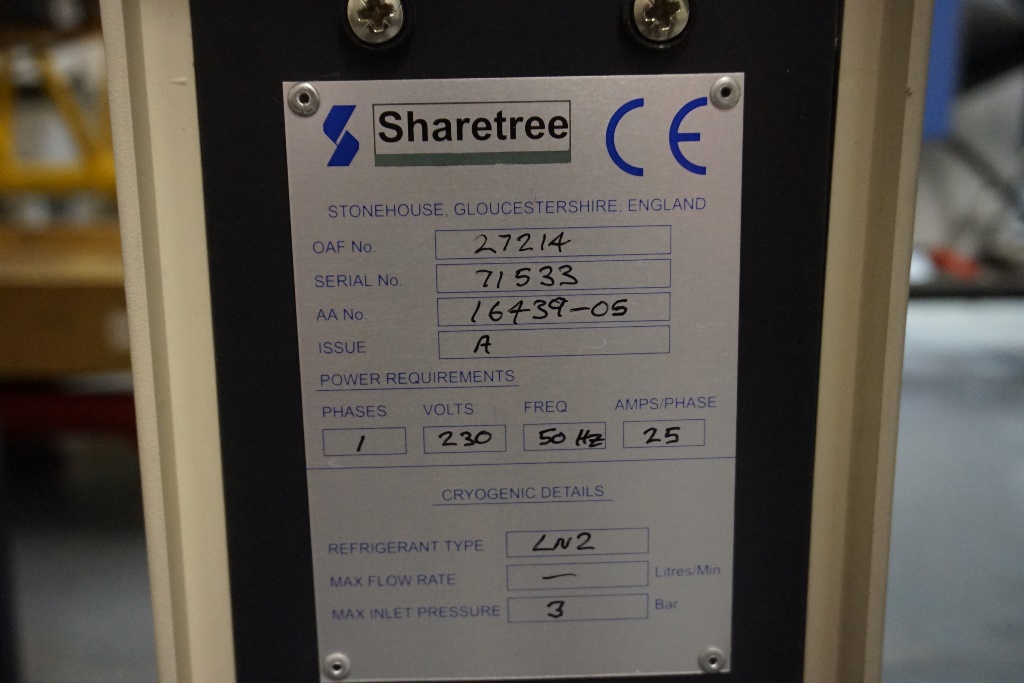 Sharetree CE
STONEHOUSE, GLOUCESTERSHIRE, ENGLAND
OAF No. 27214
SERIAL No. 71533
AA No. 16439-05
ISSUE A
POWER REQUIREMENTS
PHASES VOLTS FREQ. AMPS/PHASE
1 230 50 Hz 25
CRYOGENIC DETAILS
REFRIGERANT TYPE LN2
MAX FLOW RATE — Litres/Min
MAX INLET PRESSURE 3 Bar